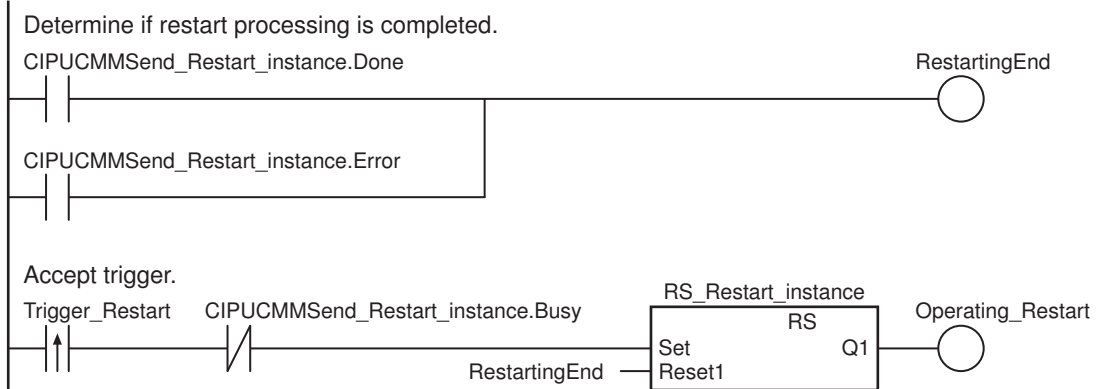 Determine if restart processing is completed.
CIPUCMMSend_Restart_instance.Done
RestartingEnd
CIPUCMMSend_Restart_instance.Error
Accept trigger.
Trigger_Restart
CIPUCMMSend_Restart_instance.Busy
RS_Restart_instance
Operating_Restart
RS
Set
Q1
RestartingEnd
Reset1